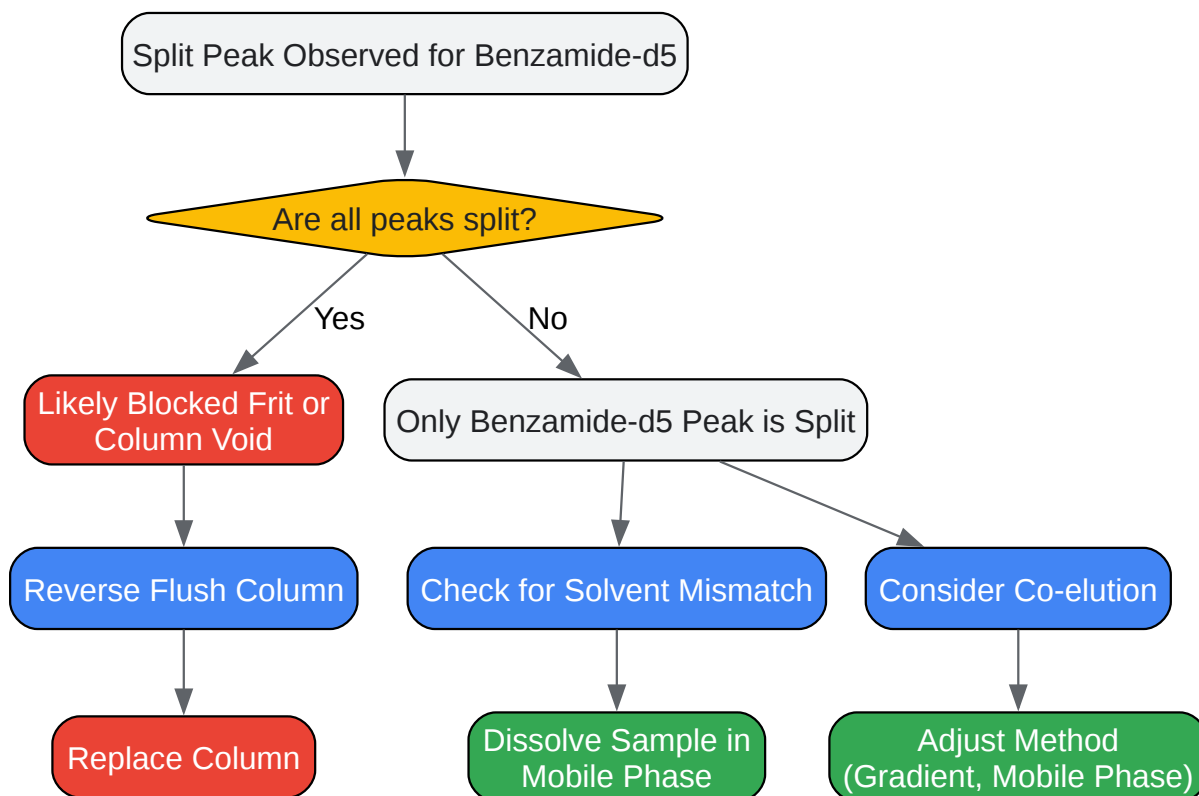 Split Peak Observed for Benzamide-d5
Are all peaks split?
Yes
No
Likely Blocked Frit or
Column Void
Only Benzamide-d5 Peak is Split
Reverse Flush Column
Check for Solvent Mismatch
Consider Co-elution
Replace Column
Dissolve Sample in
Mobile Phase
Adjust Method
(Gradient, Mobile Phase)